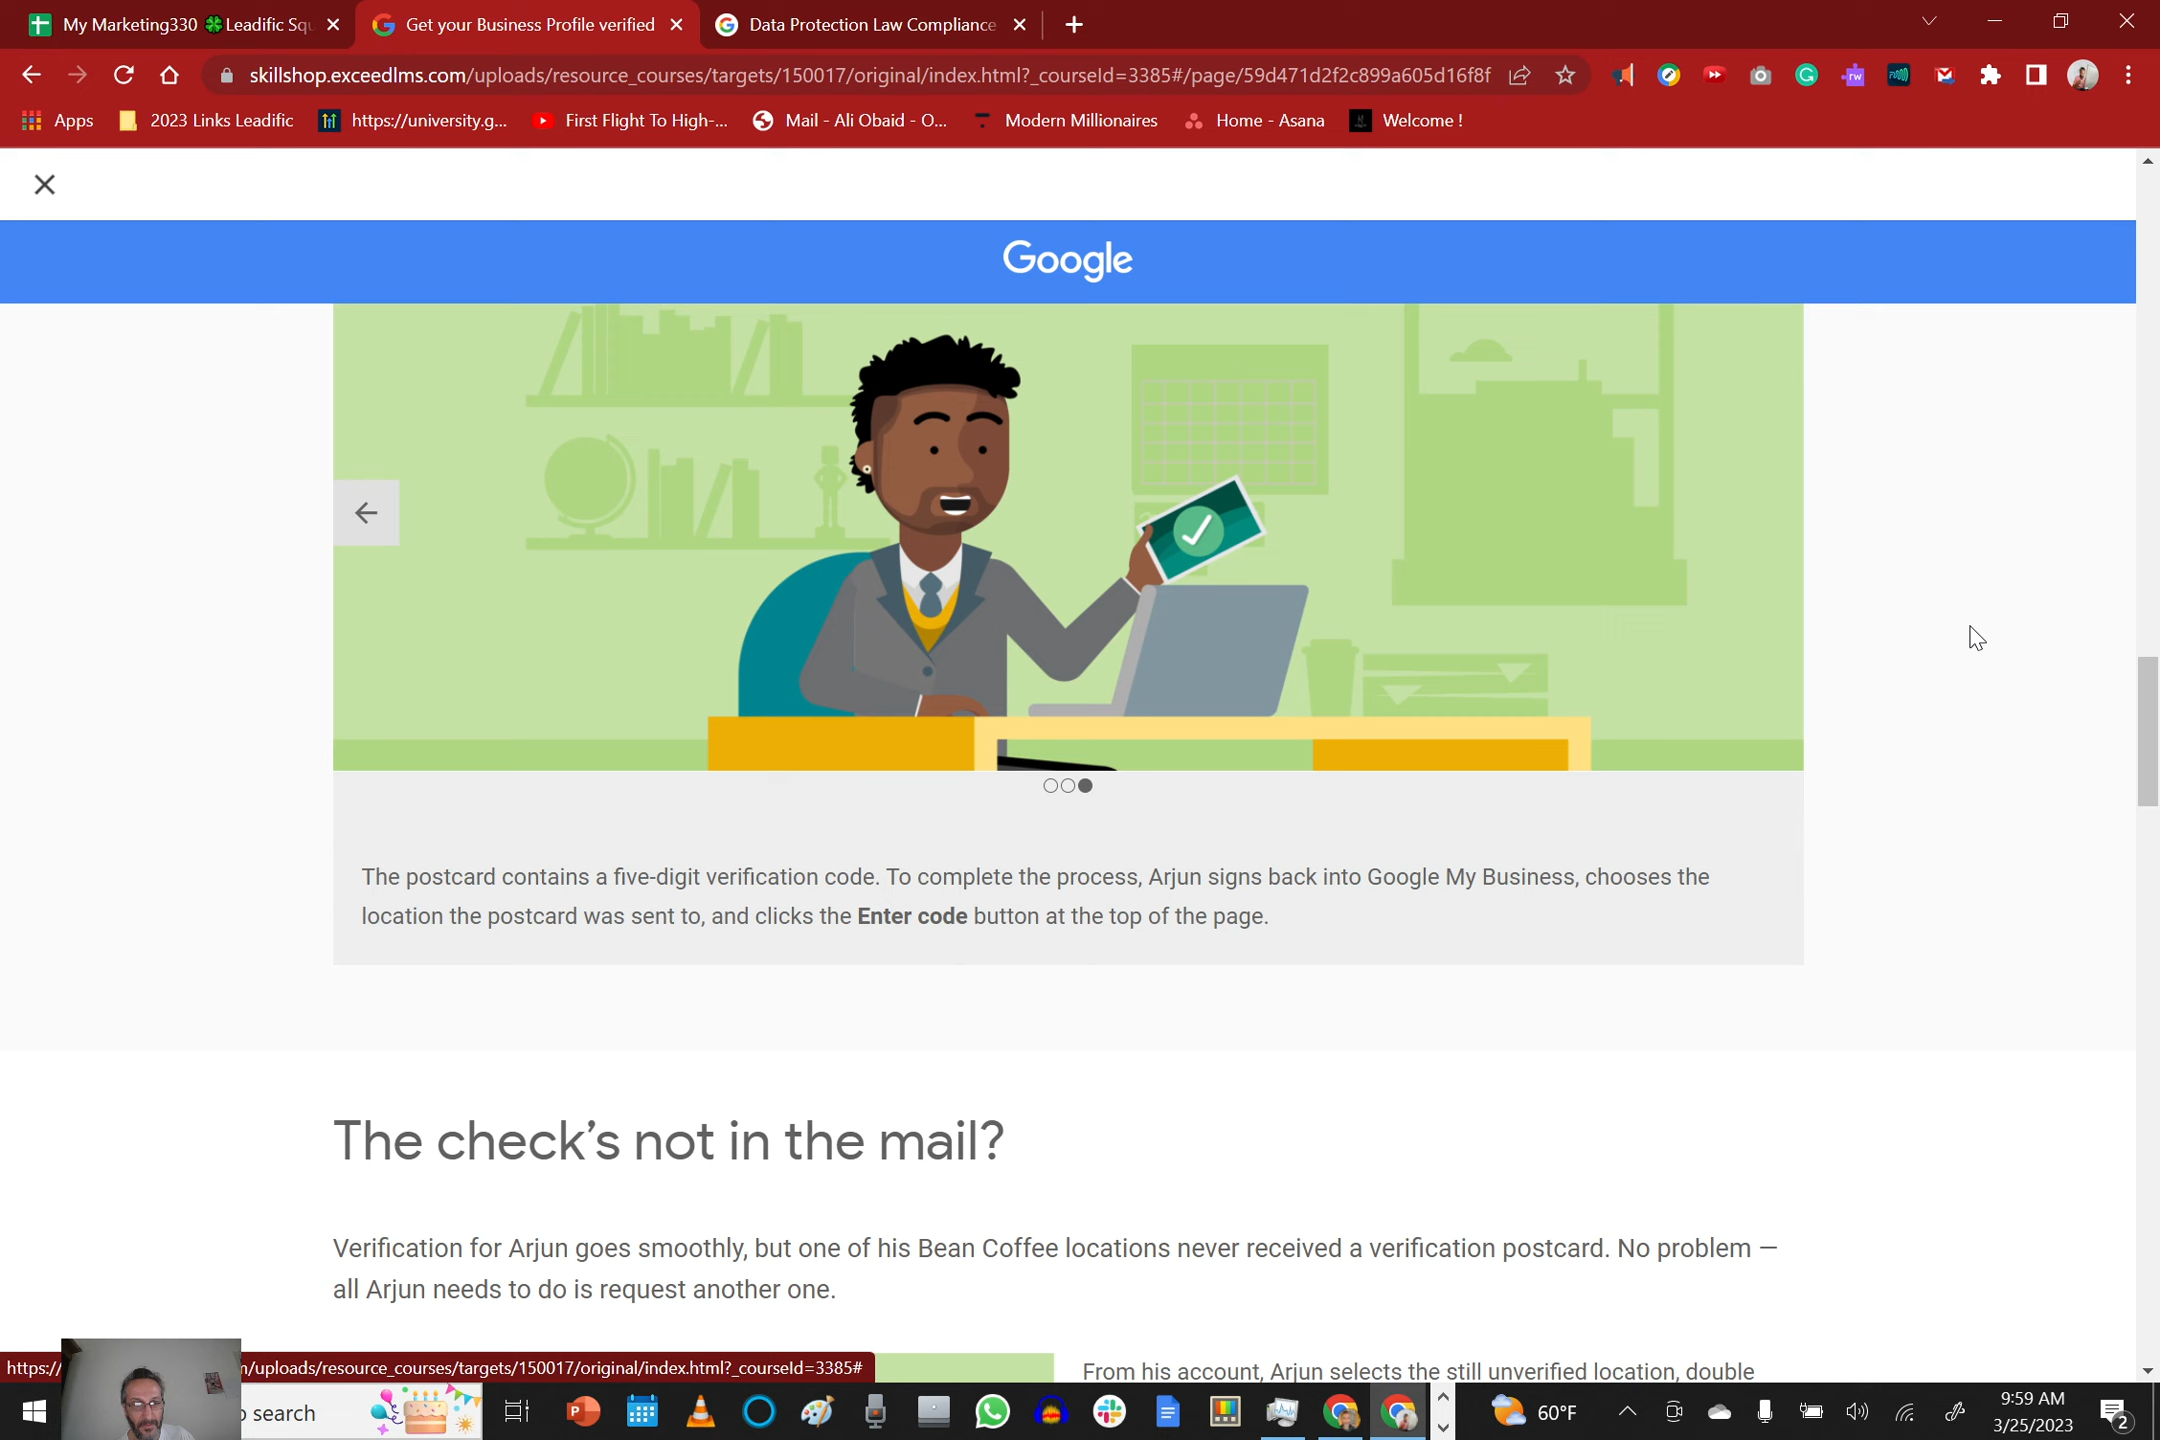 My Marketing330 🍀Leadific Squ
Get your Business Profile verified
Data Protection Law Compliance
skillshop.exceedlms.com/uploads/resource_courses/targets/150017/original/index.html?_courseId=3385#/page/59d471d2f2c899a605d16f8f
Apps
2023 Links Leadific
https://university.g...
First Flight To High-...
Mail - Ali Obaid - O...
Modern Millionaires
Home - Asana
Welcome !
Google
The postcard contains a five-digit verification code. To complete the process, Arjun signs back into Google My Business, chooses the
location the postcard was sent to, and clicks the Enter code button at the top of the page.
The check’s not in the mail?
Verification for Arjun goes smoothly, but one of his Bean Coffee locations never received a verification postcard. No problem —
all Arjun needs to do is request another one.
https:/
/uploads/resource_courses/targets/150017/original/index.html?_courseId=3385#
From his account, Arjun selects the still unverified location, double
search
60°F
9:59 AM
3/25/2023
2